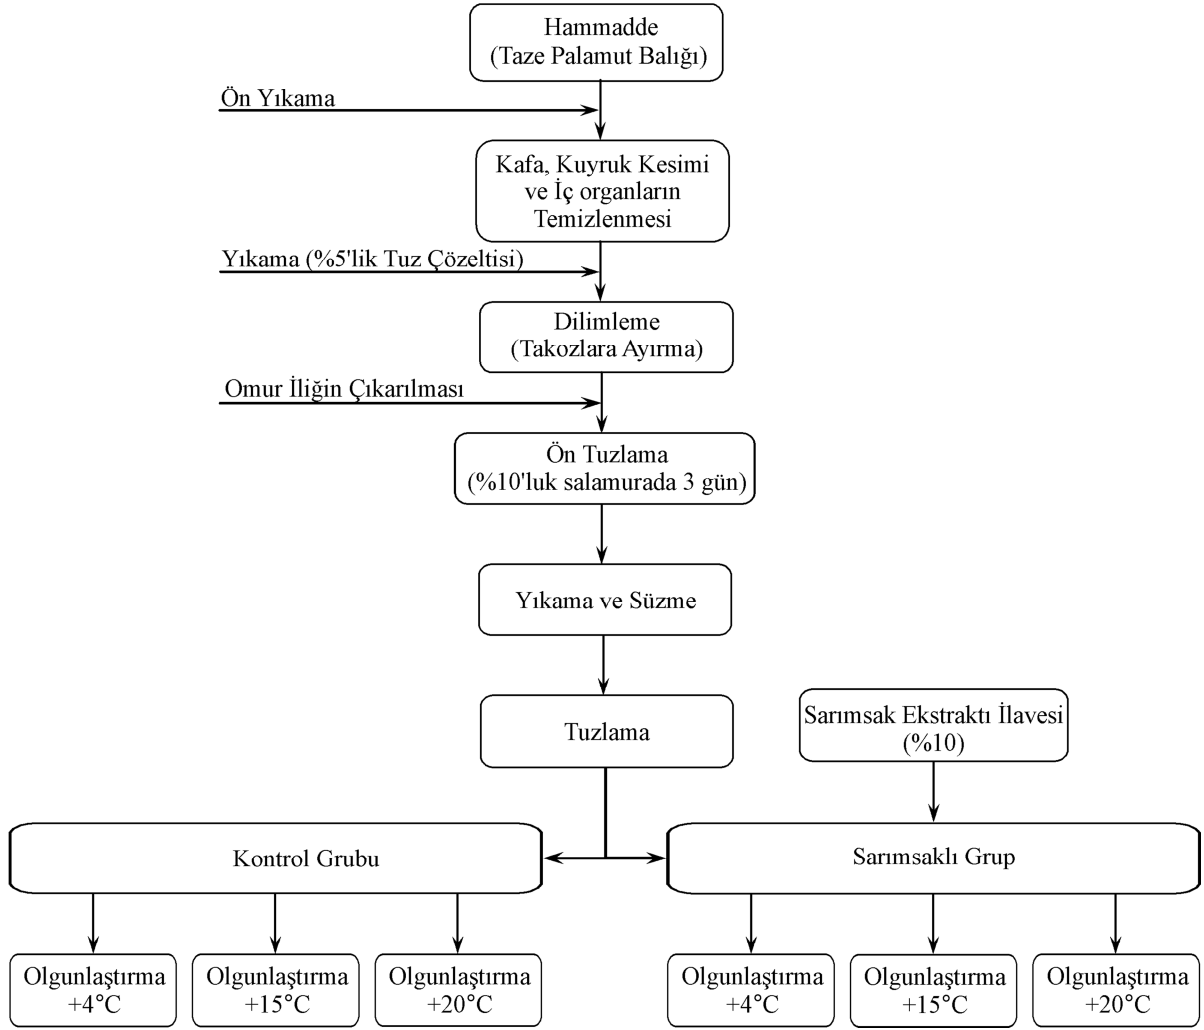 Hammadde
(Taze Palamut Balığı)
Ön Yıkama
Kafa, Kuyruk Kesimi
ve İç organların
Temizlenmesi
Yıkama (%5'lik Tuz Çözeltisi)
Dilimleme
(Takozlara Ayırma)
Omur İliğin Çıkarılması
Ön Tuzlama
(%10'luk salamurada 3 gün)
Yıkama ve Süzme
Tuzlama
Sarımsak Ekstraktı İlavesi
(%10)
Kontrol Grubu
Sarımsaklı Grup
Olgunlaştırma
+4°C
Olgunlaştırma
+15°C
Olgunlaştırma
+20°C
Olgunlaştırma
+4°C
Olgunlaştırma
+15°C
Olgunlaştırma
+20°C